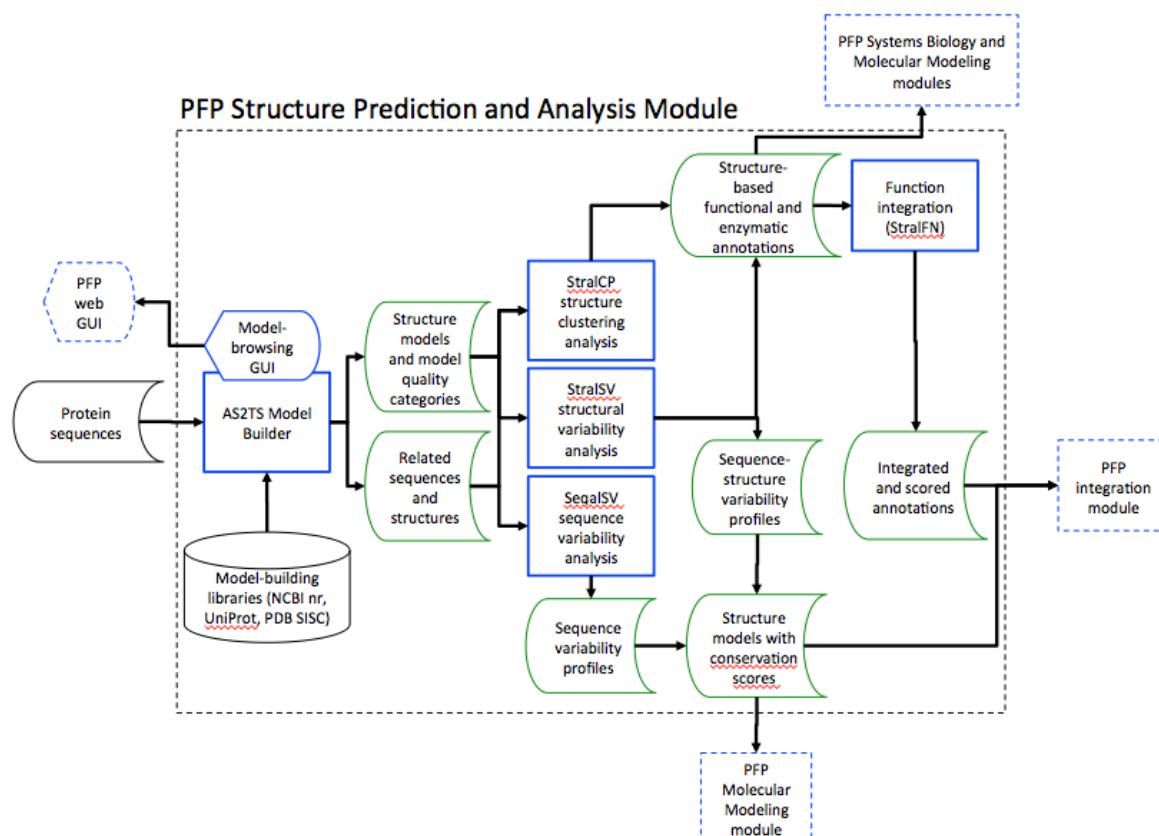 PFP Systems Biology and
Molecular Modeling
modules
PFP Structure Prediction and Analysis Module
Structure-
based
functional and
enzymatic
annotations
Function
integration
(StralFN)
PFP
web
GUI
Model-
browsing
GUI
Structure
models
and model
quality
categories
StralCP
structure
clustering
analysis
Protein
sequences
AS2TS Model
Builder
StralSV
structural
variability
analysis
Related
sequences
and
structures
Sequence-
structure
variability
profiles
Integrated
and scored
annotations
PFP
integration
module
SeqalSV
sequence
variability
analysis
Model-building
libraries (NCBI nr,
UniProt, PDB SISC)
Sequence
variability
profiles
Structure
models with
conservation
scores
PFP
Molecular
Modeling
module